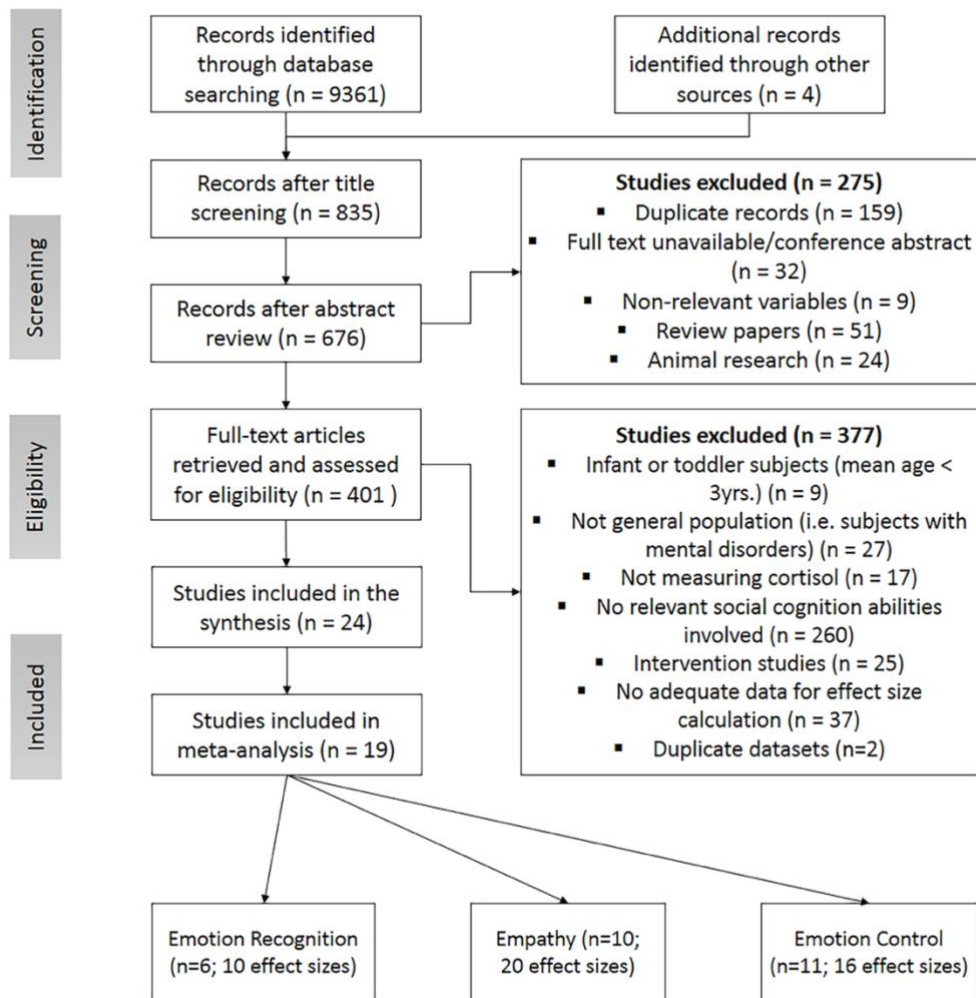 Identification
Records identified
through database
searching (n = 9361)
Additional records
identified through other
sources (n = 4)
Screening
Records after title
screening (n = 835)
Records after abstract
review (n = 676)
Studies excluded (n = 275)
▪ Duplicate records (n = 159)
▪ Full text unavailable/conference abstract
(n = 32)
▪ Non-relevant variables (n = 9)
▪ Review papers (n = 51)
▪ Animal research (n = 24)
Eligibility
Full-text articles
retrieved and assessed
for eligibility (n = 401 )
Studies excluded (n = 377)
▪ Infant or toddler subjects (mean age <
3yrs.) (n = 9)
▪ Not general population (i.e. subjects with
mental disorders) (n = 27)
▪ Not measuring cortisol (n = 17)
▪ No relevant social cognition abilities
involved (n = 260)
▪ Intervention studies (n = 25)
▪ No adequate data for effect size
calculation (n = 37)
▪ Duplicate datasets (n=2)
Studies included in the
synthesis (n = 24)
Included
Studies included in
meta-analysis (n = 19)
Emotion Recognition
(n=6; 10 effect sizes)
Empathy (n=10;
20 effect sizes)
Emotion Control
(n=11; 16 effect sizes)